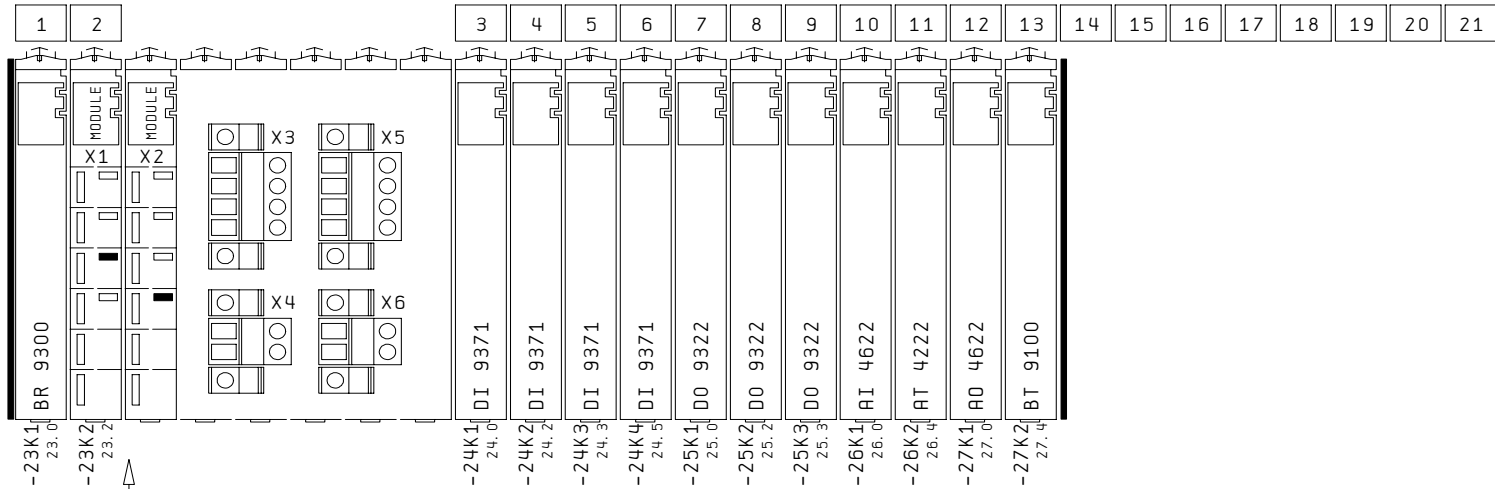 1 2 3 4 5 6 7 8 9 10 11 12 13 14 15 16 17 18 19 20 21
MODULE MODULE
X1 X2
X3 X5
X4 X6
BR 9300 DI 9371 DI 9371 DI 9371 DI 9371 DO 9322 DO 9322 DO 9322 AI 4622 AT 4222 AO 4622 BT 9100
-23K1 -23K2 -24K1 -24K2 -24K3 -24K4 -25K1 -25K2 -25K3 -26K1 -26K2 -27K1 -27K2
23.0 23.2 24.0 24.2 24.3 24.5 25.0 25.2 25.3 26.0 26.4 27.0 27.4